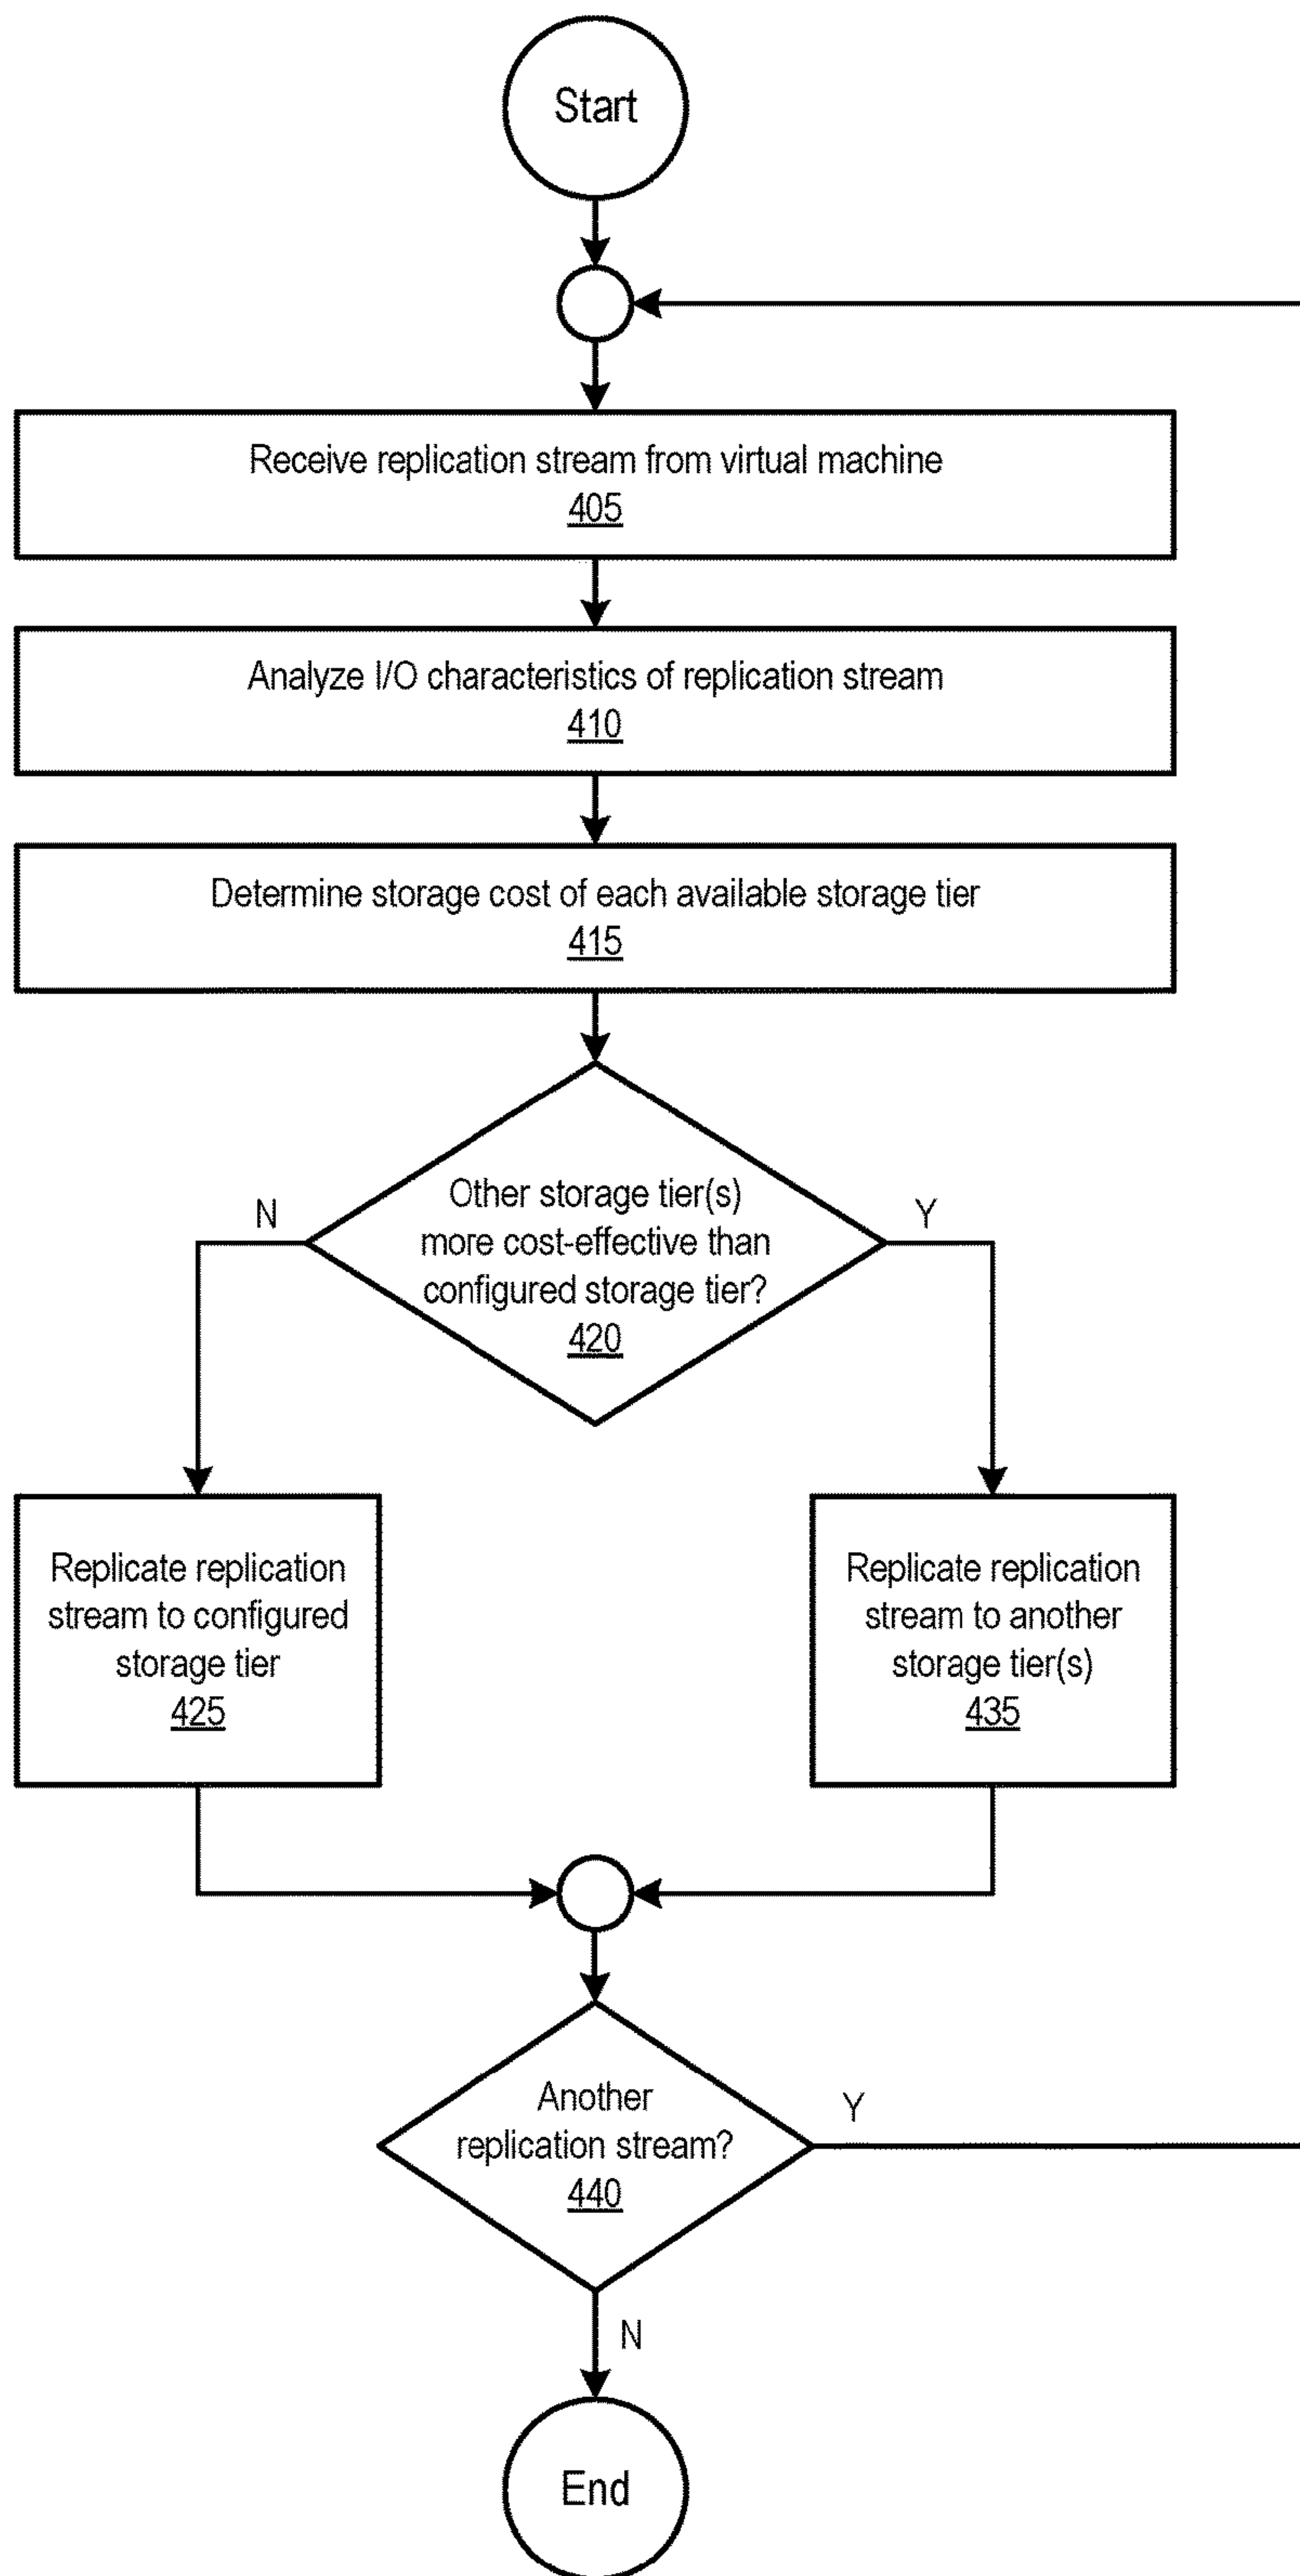 Start
Receive replication stream from virtual machine
405
Analyze I/O characteristics of replication stream
410
Determine storage cost of each available storage tier
415
N
Y
Other storage tier(s)
more cost-effective than
configured storage tier?
420
Replicate replication
stream to configured
storage tier
425
Replicate replication
stream to another
storage tier(s)
435
Another
replication stream?
440
Y
N
End